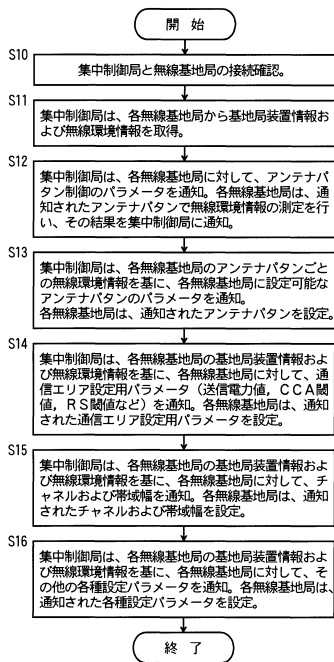 開 始
S10
集中制御局と無線基地局の接続確認。
S11
集中制御局は、各無線基地局から基地局装置情報お
よび無線環境情報を取得。
S12
集中制御局は、各無線基地局に対して、アンテナパ
タン制御のパラメータを通知。各無線基地局は、通
知されたアンテナパタンで無線環境情報の測定を行
い、その結果を集中制御局に通知。
S13
集中制御局は、各無線基地局のアンテナパタンごと
の無線環境情報を基に、各無線基地局に設定可能な
アンテナパタンのパラメータを通知。
各無線基地局は、通知されたアンテナパタンを設定。
S14
集中制御局は、各無線基地局の基地局装置情報およ
び無線環境情報を基に、各無線基地局に対して、通
信エリア設定用パラメータ（送信電力値，ＣＣＡ閾
値，ＲＳ閾値など）を通知。各無線基地局は、通知
された通信エリア設定用パラメータを設定。
S15
集中制御局は、各無線基地局の基地局装置情報およ
び無線環境情報を基に、各無線基地局に対して、チ
ャネルおよび帯域幅を通知。各無線基地局は、通知
されたチャネルおよび帯域幅を設定。
S16
集中制御局は、各無線基地局の基地局装置情報およ
び無線環境情報を基に、各無線基地局に対して、そ
の他の各種設定パラメータを通知。各無線基地局は、
通知された各種設定パラメータを設定。
終 了